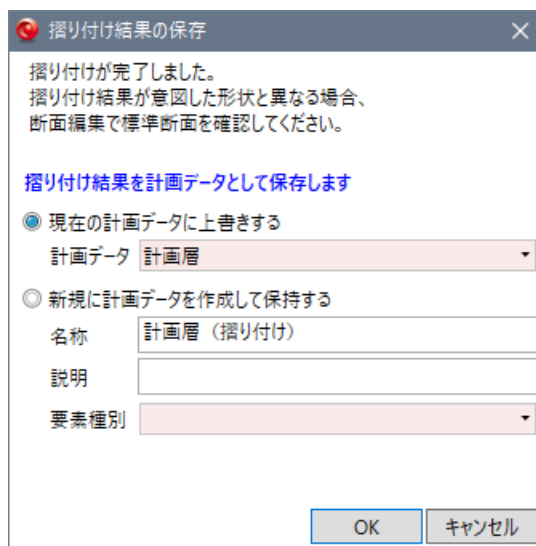 摺り付け結果の保存
摺り付けが完了しました。
摺り付け結果が意図した形状と異なる場合、
断面編集で標準断面を確認してください。
摺り付け結果を計画データとして保存します
現在の計画データに上書きする
計画データ 計画層
新規に計画データを作成して保持する
名称 計画層（摺り付け）
説明
要素種別
OK キャンセル